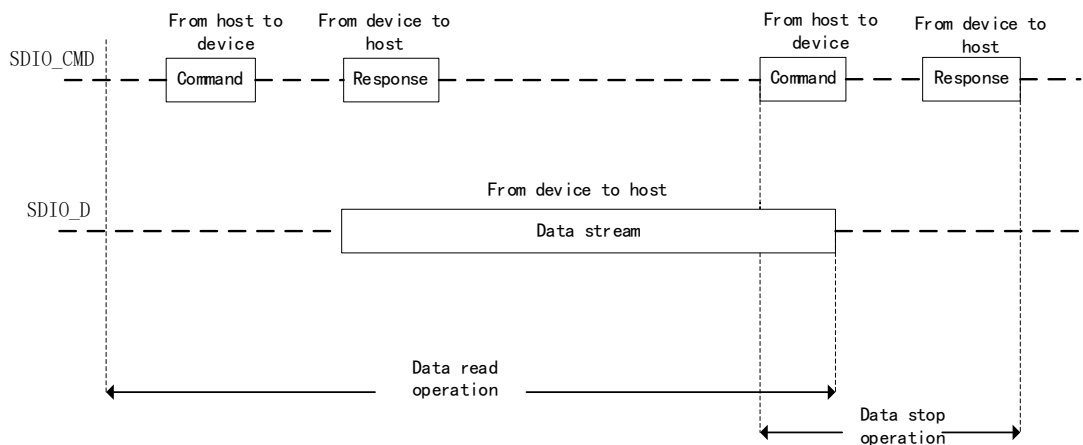 From host to
device
From device to
host
From host to
device
From device to
host
SDIO_CMD
Command
Response
Command
Response
From device to host
SDIO_D
Data stream
Data read
operation
Data stop
operation